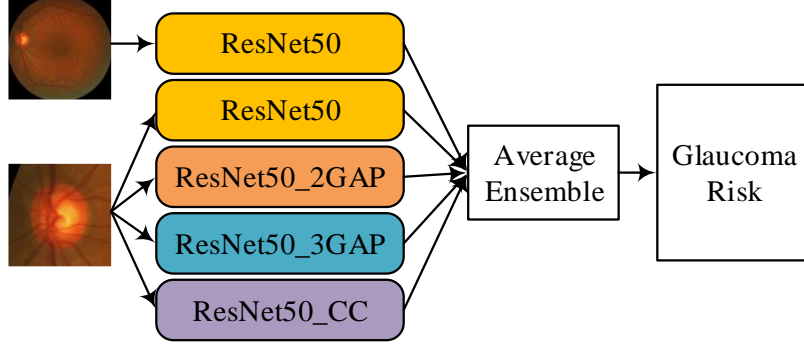 ResNet50
ResNet50
ResNet50_2GAP
ResNet50_3GAP
ResNet50_CC
Average
Ensemble
Glaucoma
Risk